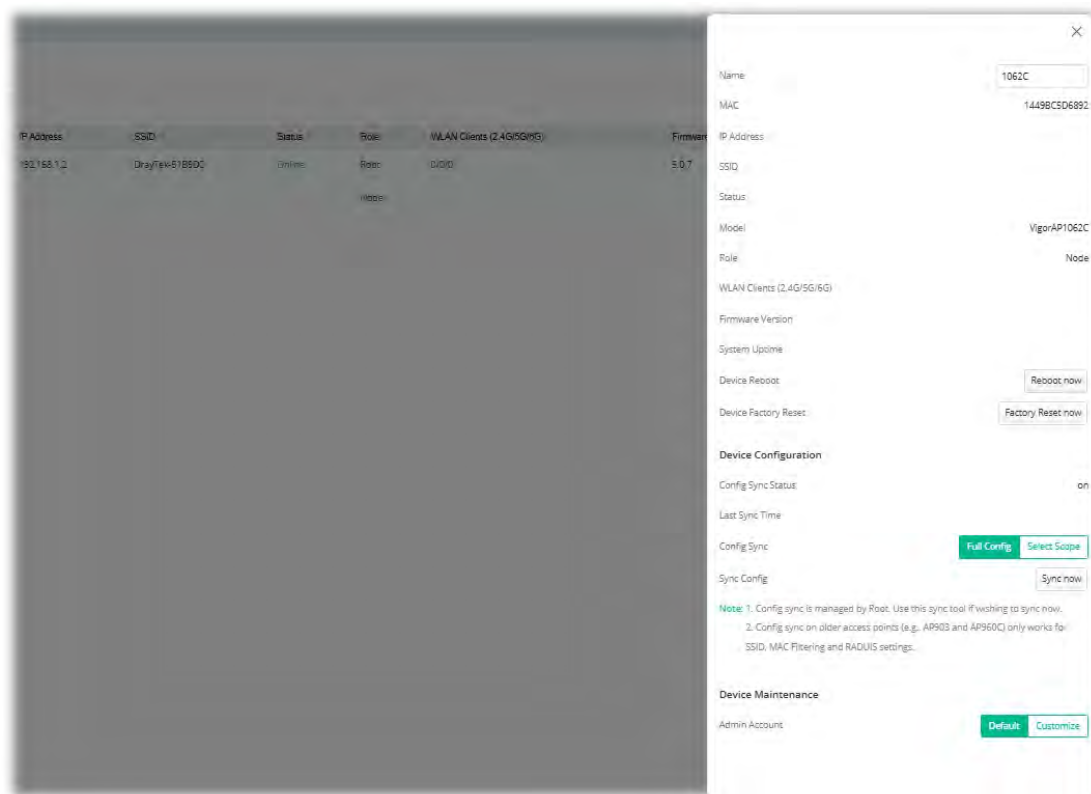 IP Address SSID Status Role WLAN Clients (2.4G/5G/6G) Firmware
192.168.1.2 Online Root 0/0/0 5.0.7
Node
Name 1062C
MAC 1449BC5D6892
IP Address
SSID
Status
Model VigorAP1062C
Role Node
WLAN Clients (2.4G/5G/6G)
Firmware Version
System Uptime
Device Reboot Reboot now
Device Factory Reset Factory Reset now
Device Configuration
Config Sync Status on
Last Sync Time
Config Sync Full Config Select Scope
Sync Config Sync now
Note: 1. Config sync is managed by Root. Use this sync tool if wishing to sync now.
2. Config sync on older access points (e.g., AP903 and AP960C) only works for
SSID, MAC Filtering and RADUIS settings.
Device Maintenance
Admin Account Default Customize